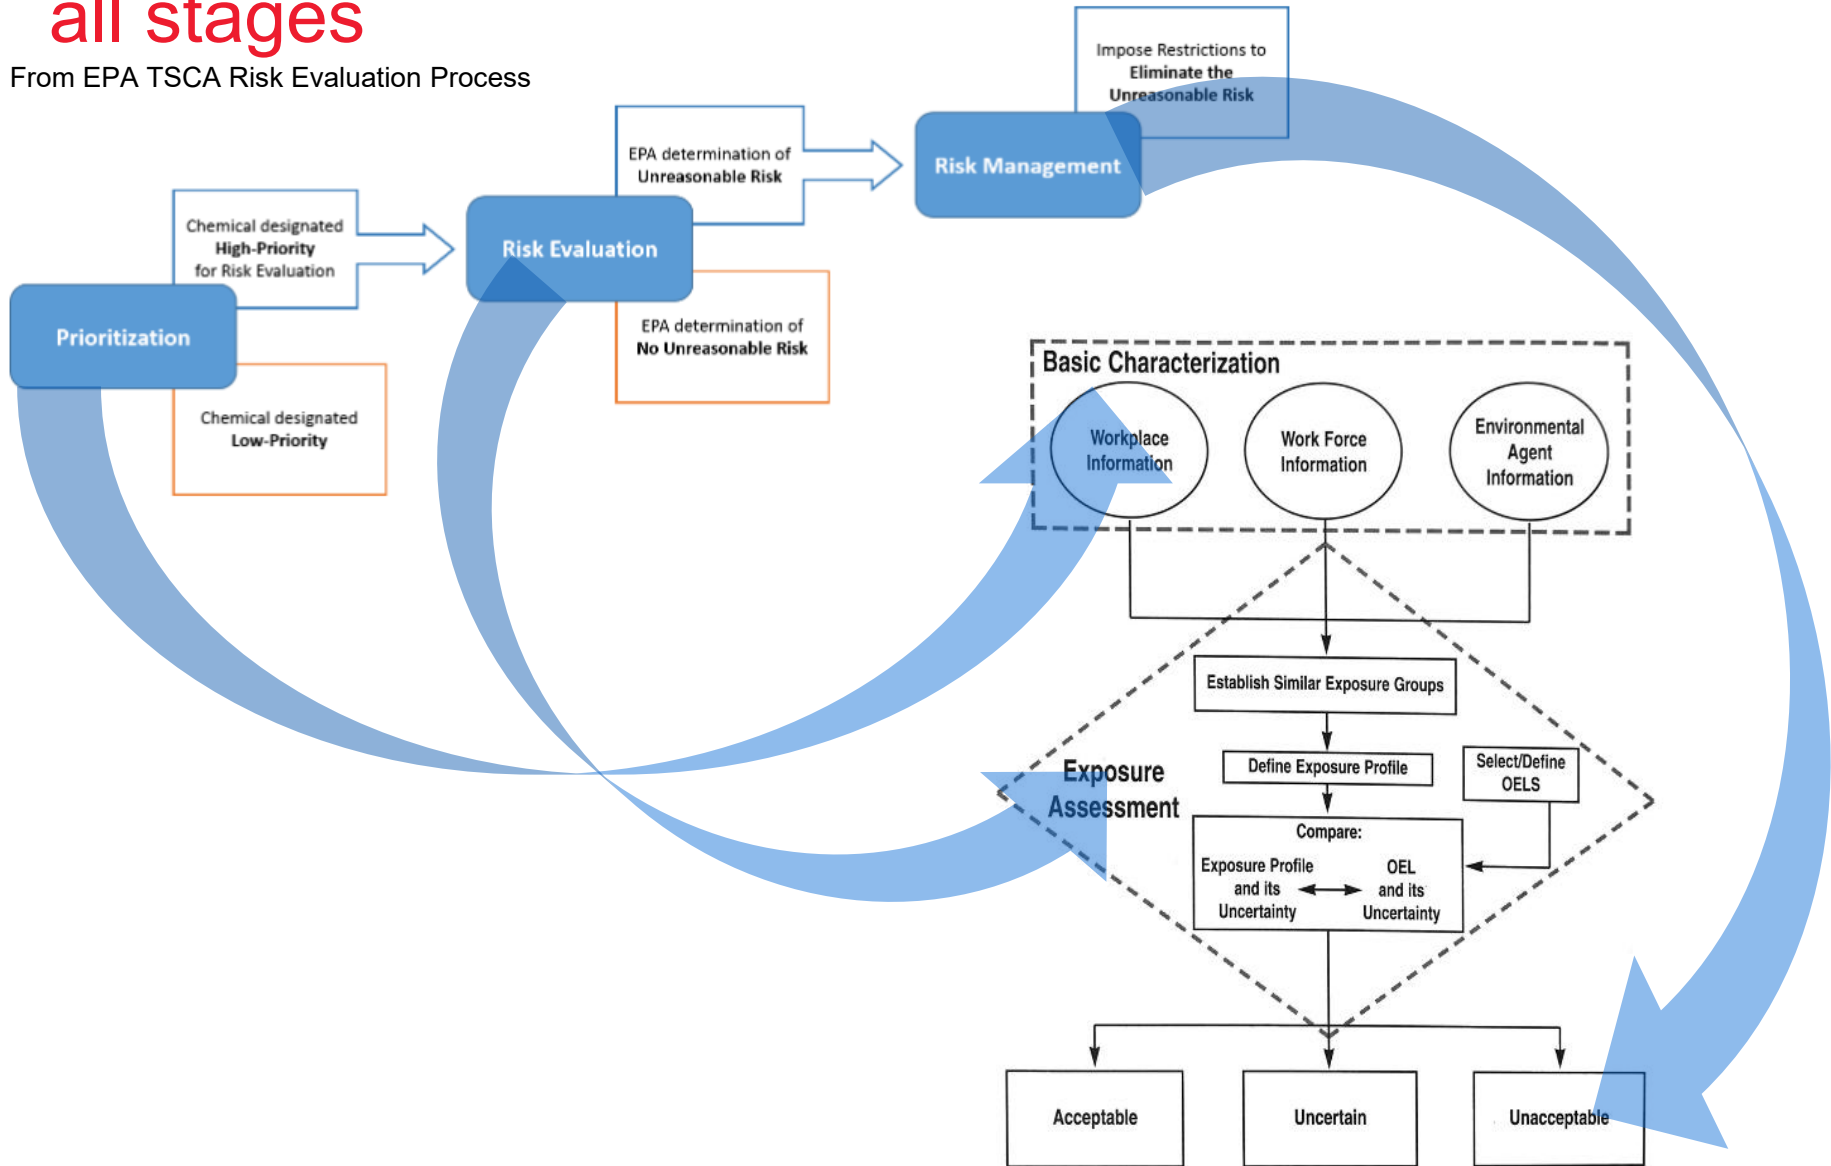 all stages
From EPA TSCA Risk Evaluation Process
Impose Restrictions to
Eliminate the
Unreasonable Risk
Risk Management
EPA determination of
Unreasonable Risk
Risk Evaluation
EPA determination of
No Unreasonable Risk
Chemical designated
High-Priority
for Risk Evaluation
Prioritization
Chemical designated
Low-Priority
Basic Characterization
Workplace
Information
Work Force
Information
Environmental
Agent
Information
Establish Similar Exposure Groups
Define Exposure Profile
Select/Define
OELS
Exposure
Assessment
Compare:
Exposure Profile
and its
Uncertainty
OEL
and its
Uncertainty
Acceptable
Uncertain
Unacceptable